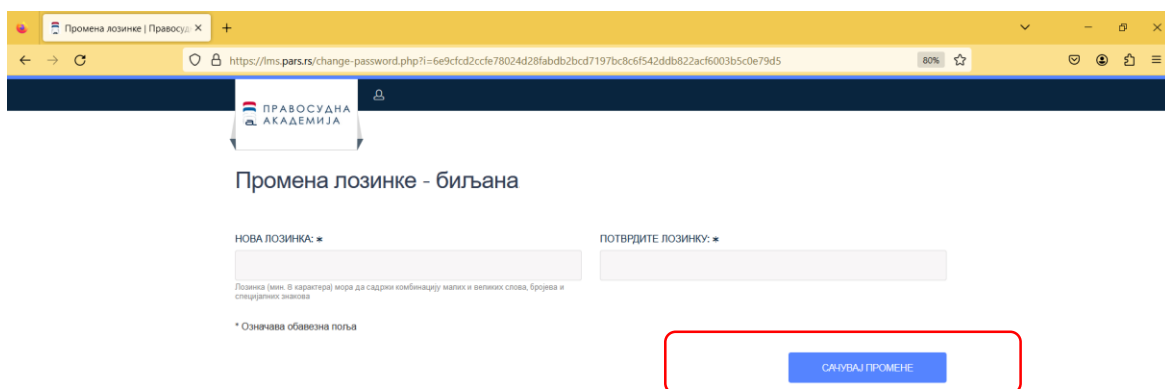 Промена лозинке | Правосуд
https://lms.pars.rs/change-password.php?i=6e9cfcd2ccfe78024d28fabdb2bcd7197bc8c6f542ddb822acf6003b5c0e79d5
80%
ПРАВОСУДНА
АКАДЕМИЈА
Промена лозинке - биљана
НОВА ЛОЗИНКА: *
ПОТВРДИТЕ ЛОЗИНКУ: *
Лозинка (мин. 8 карактера) мора да садржи комбинацију малих и великих слова, бројева и
специјалних знакова
* Означава обавезна поља
САЧУВАЈ ПРОМЕНЕ